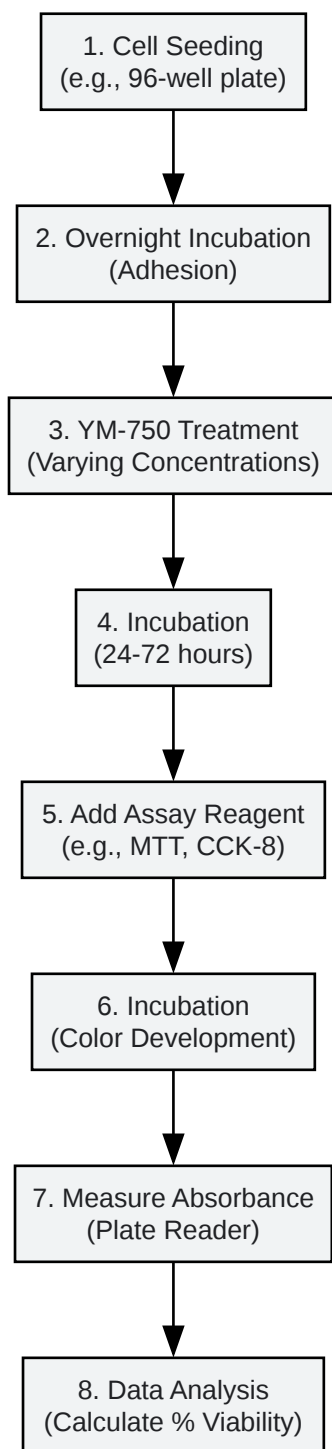 1. Cell Seeding
(e.g., 96-well plate)
2. Overnight Incubation
(Adhesion)
3. YM-750 Treatment
(Varying Concentrations)
4. Incubation
(24-72 hours)
5. Add Assay Reagent
(e.g., MTT, CCK-8)
6. Incubation
(Color Development)
7. Measure Absorbance
(Plate Reader)
8. Data Analysis
(Calculate % Viability)